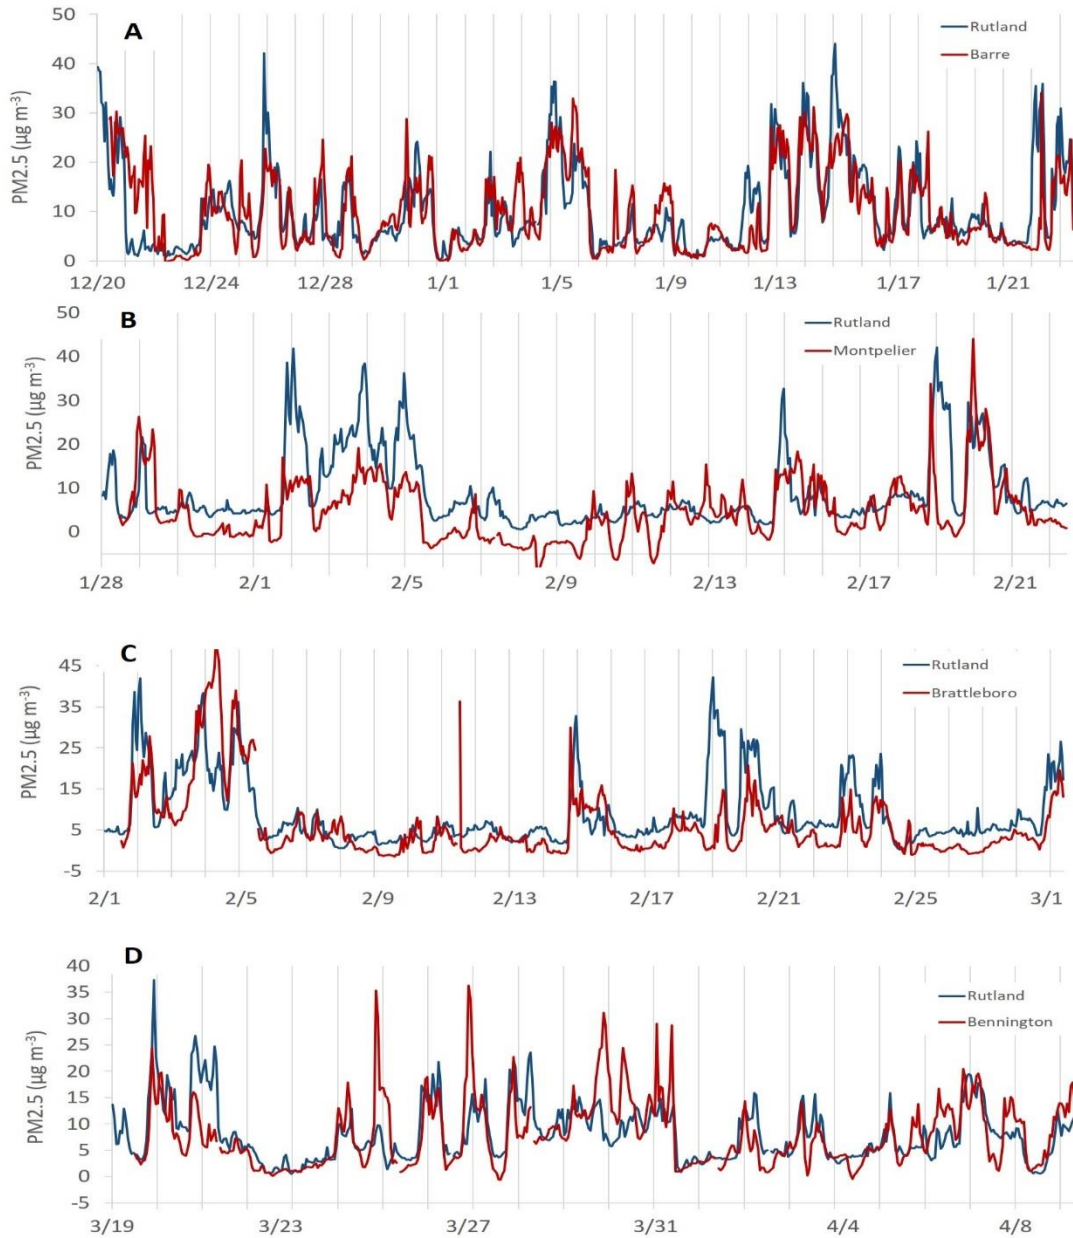 A
50
40
30
20
10
0
PM2.5 (µg m⁻³)
Rutland
Barre
12/20 12/24 12/28 1/1 1/5 1/9 1/13 1/17 1/21
B
50
40
30
20
10
0
PM2.5 (µg m⁻³)
Rutland
Montpelier
1/28 2/1 2/5 2/9 2/13 2/17 2/21
C
45
35
25
15
5
-5
PM2.5 (µg m⁻³)
Rutland
Brattleboro
2/1 2/5 2/9 2/13 2/17 2/21 2/25 3/1
D
40
35
30
25
20
15
10
5
0
-5
PM2.5 (µg m⁻³)
Rutland
Bennington
3/19 3/23 3/27 3/31 4/4 4/8